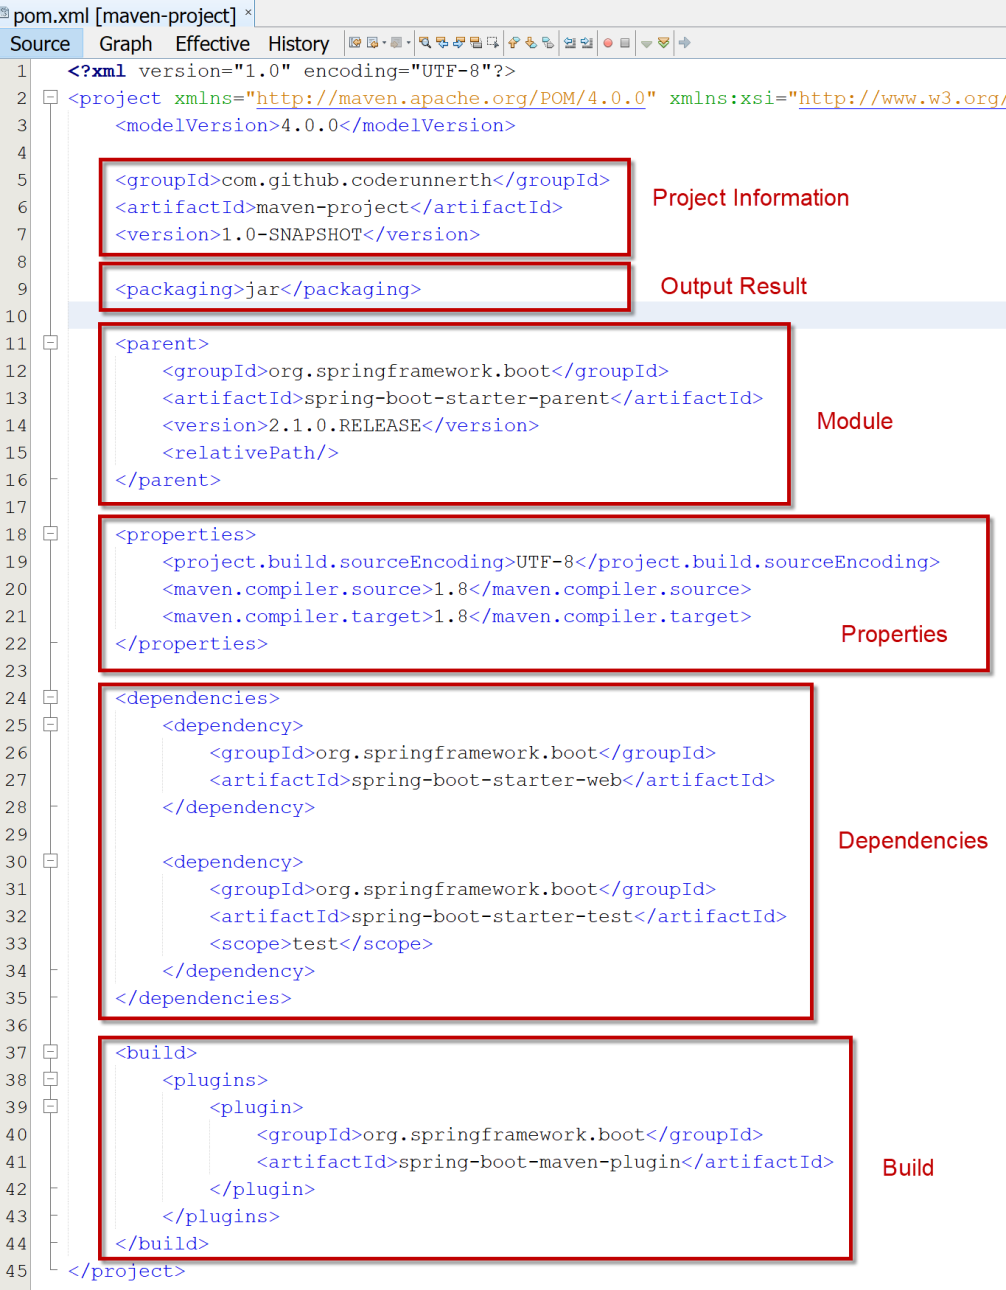 pom.xml [maven-project] ×
Source Graph Effective History
1 <?xml version="1.0" encoding="UTF-8"?>
2 <project xmlns="http://maven.apache.org/POM/4.0.0" xmlns:xsi="http://www.w3.org/
3 <modelVersion>4.0.0</modelVersion>
4
5 <groupId>com.github.coderunnerth</groupId>
6 <artifactId>maven-project</artifactId>
7 <version>1.0-SNAPSHOT</version>
Project Information
8
9 <packaging>jar</packaging>
Output Result
10
11 <parent>
12 <groupId>org.springframework.boot</groupId>
13 <artifactId>spring-boot-starter-parent</artifactId>
14 <version>2.1.0.RELEASE</version>
15 <relativePath/>
16 </parent>
Module
17
18 <properties>
19 <project.build.sourceEncoding>UTF-8</project.build.sourceEncoding>
20 <maven.compiler.source>1.8</maven.compiler.source>
21 <maven.compiler.target>1.8</maven.compiler.target>
22 </properties>
Properties
23
24 <dependencies>
25 <dependency>
26 <groupId>org.springframework.boot</groupId>
27 <artifactId>spring-boot-starter-web</artifactId>
28 </dependency>
29
30 <dependency>
31 <groupId>org.springframework.boot</groupId>
32 <artifactId>spring-boot-starter-test</artifactId>
33 <scope>test</scope>
34 </dependency>
35 </dependencies>
Dependencies
36
37 <build>
38 <plugins>
39 <plugin>
40 <groupId>org.springframework.boot</groupId>
41 <artifactId>spring-boot-maven-plugin</artifactId>
42 </plugin>
43 </plugins>
44 </build>
Build
45 </project>